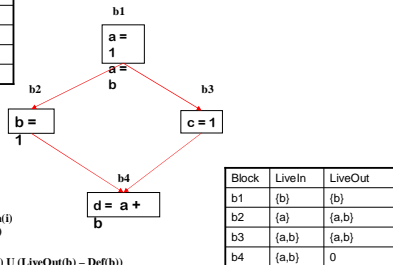 b1
a =
1
a =
b
b2
b3
b =
1
c = 1
b4
d = a +
b
Block LiveIn LiveOut
b1 {b} {b}
b2 {a} {a,b}
b3 {a,b} {a,b}
b4 {a,b} 0
n(i)
)
) U (LiveOut(b) – Def(b))